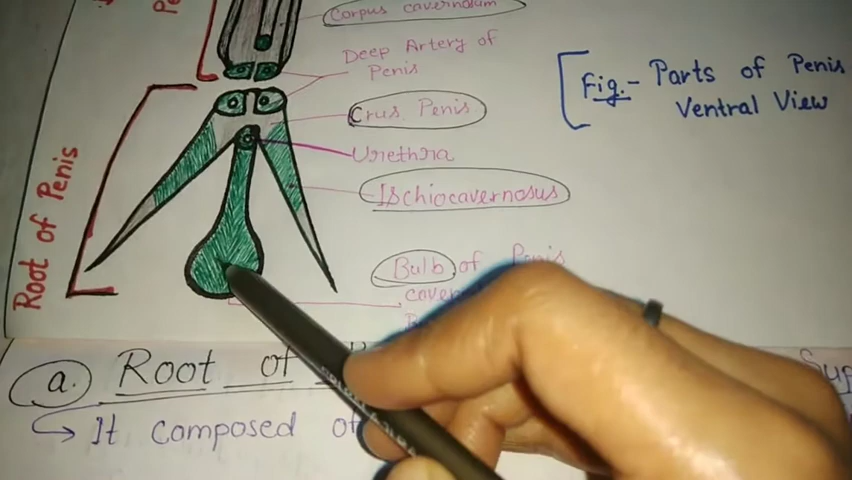 Corpus cavernosum
Deep Artery of
Penis
Crus Penis
Urethra
Ischiocavernosus
Bulb of Penis
Root of Penis
Fig.- Parts of Penis
Ventral View
a. Root of
It composed of